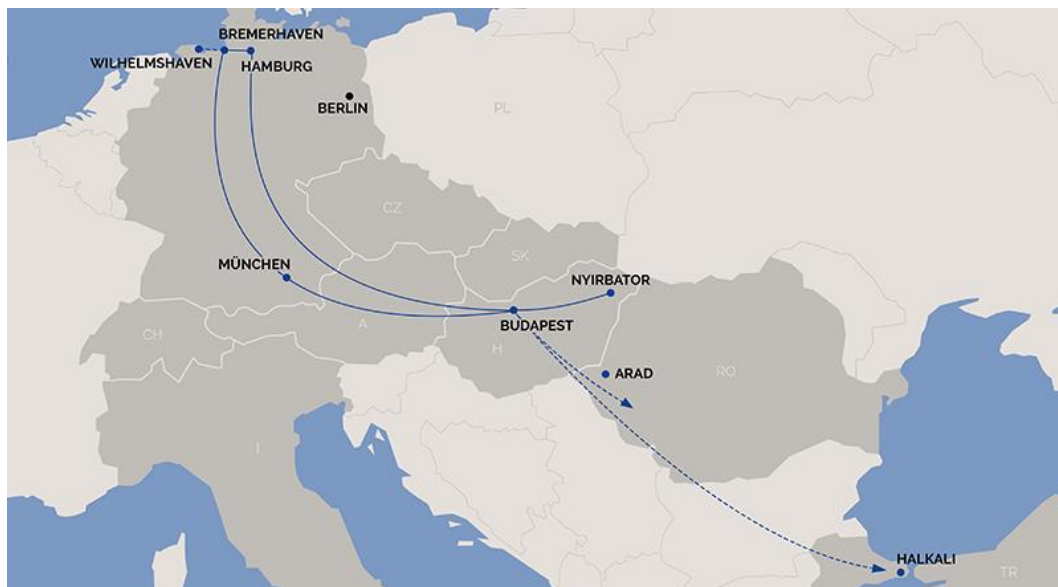 BREMERHAVEN
WILHELMSHAVEN
HAMBURG
BERLIN
PL
CZ
SK
MÜNCHEN
NYIRBATOR
BUDAPEST
CH
A
H
ARAD
RO
I
HALKALI
TR